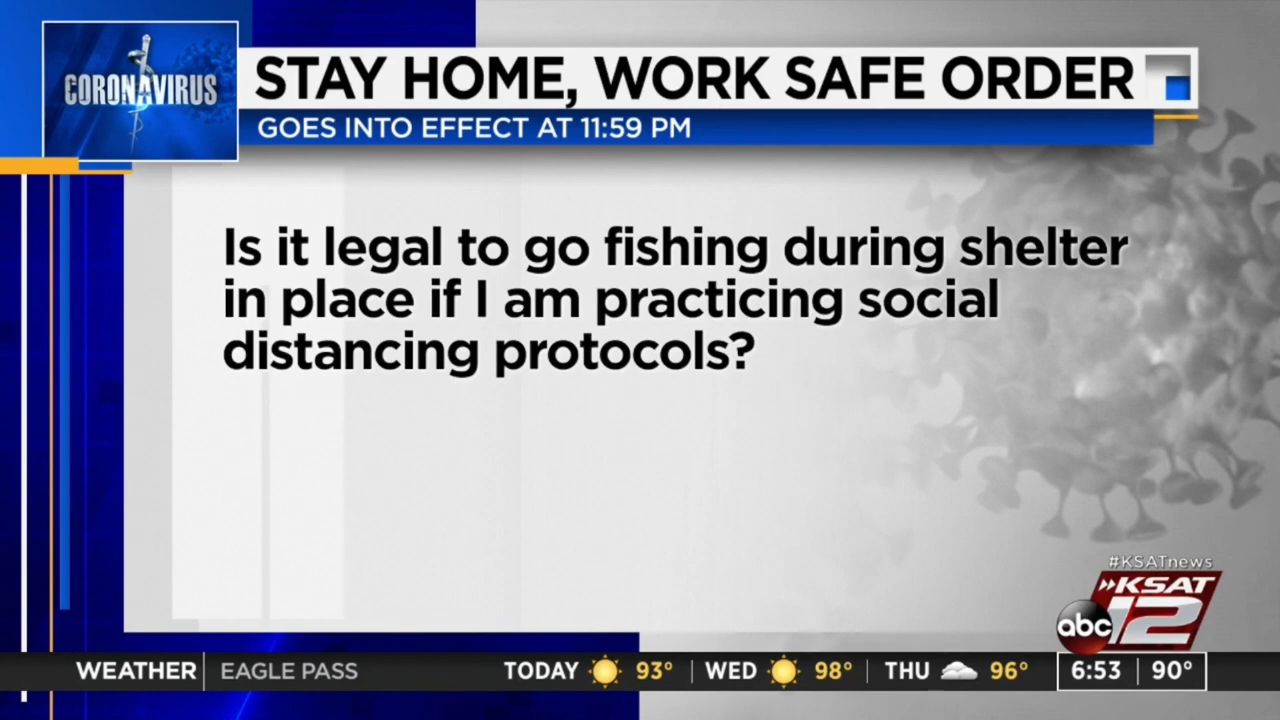 CORONAVIRUS
STAY HOME, WORK SAFE ORDER
GOES INTO EFFECT AT 11:59 PM
Is it legal to go fishing during shelter
in place if I am practicing social
distancing protocols?
#KSATnews
KSAT
abc 12
WEATHER EAGLE PASS TODAY 93° WED 98° THU 96° 6:53 90°